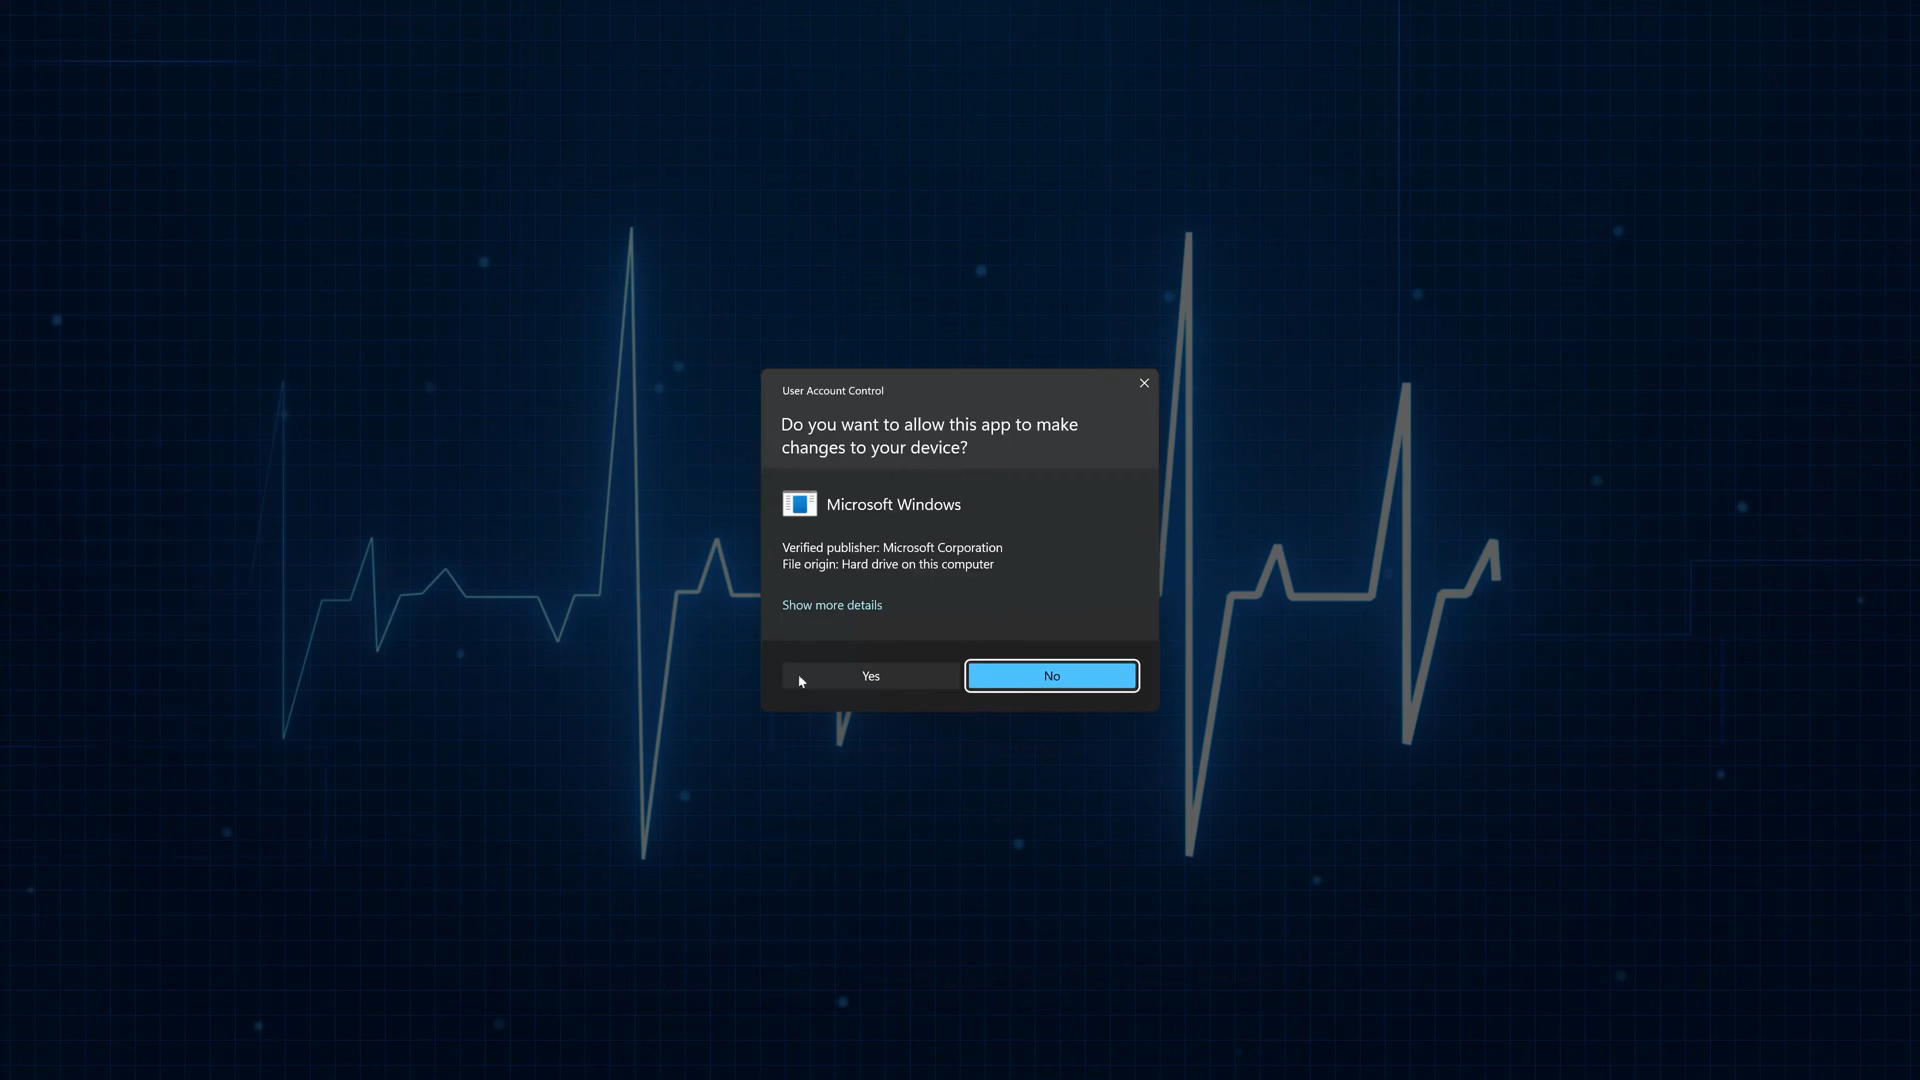 User Account Control
Do you want to allow this app to make
changes to your device?
Microsoft Windows
Verified publisher: Microsoft Corporation
File origin: Hard drive on this computer
Show more details
Yes
No